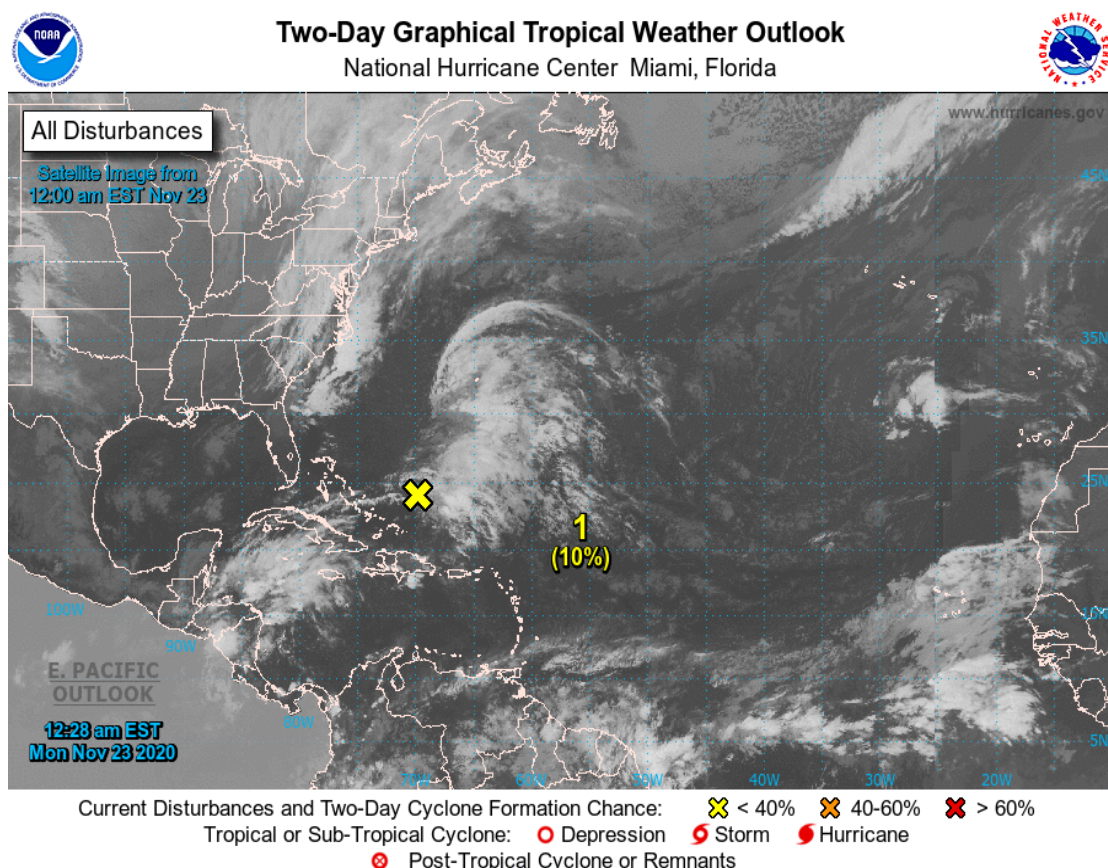 Two-Day Graphical Tropical Weather Outlook
National Hurricane Center  Miami, Florida
NOAA
www.hurricanes.gov
All Disturbances
Satellite Image from
12:00 am EST Nov 23
45N
35N
25N
1
(10%)
100W
15N
90W
E. PACIFIC
OUTLOOK
80W
12:28 am EST
Mon Nov 23 2020
5N
70W
60W
50W
40W
30W
20W
Current Disturbances and Two-Day Cyclone Formation Chance: < 40% 40-60% > 60%
Tropical or Sub-Tropical Cyclone: Depression Storm Hurricane
Post-Tropical Cyclone or Remnants